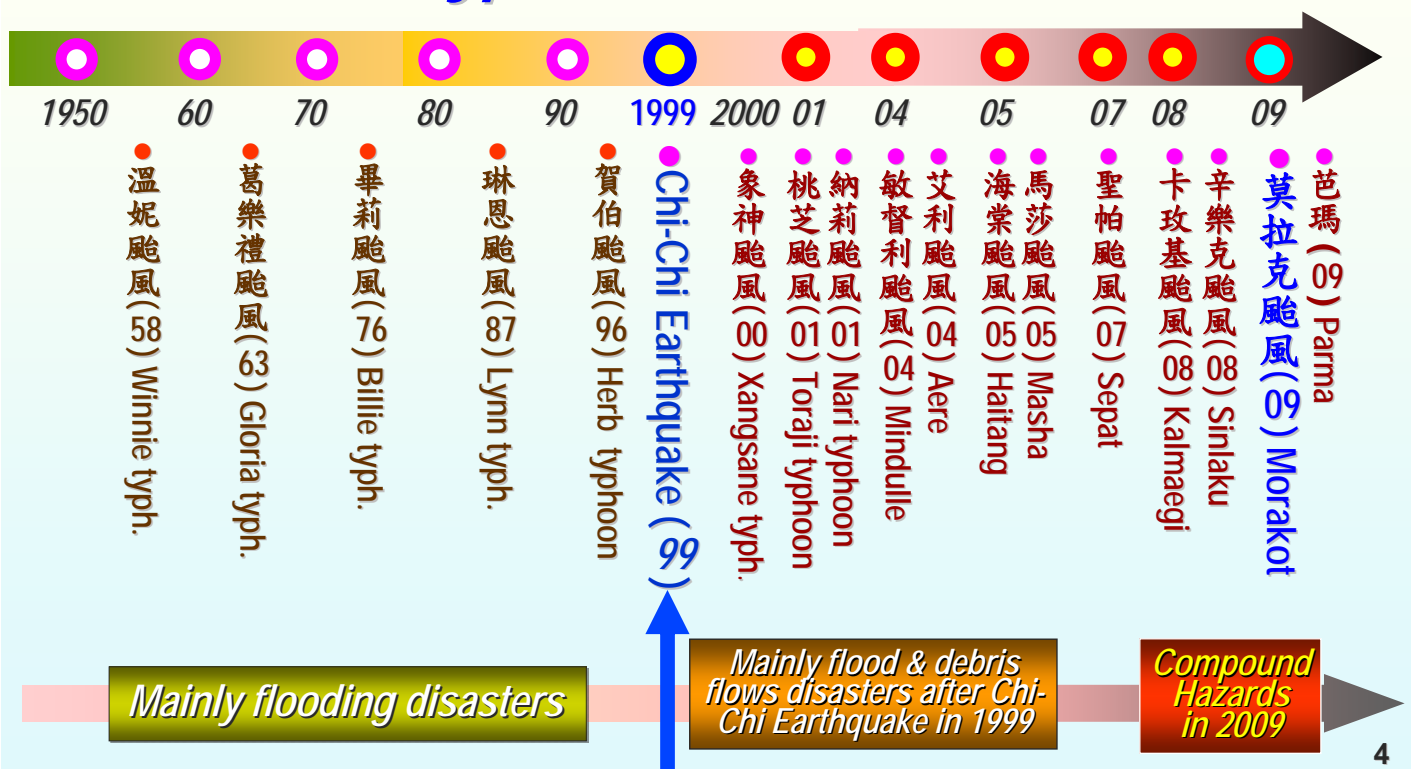 1950 60 70 80 90 1999 2000 01 04 05 07 08 09
溫妮颱風(58) Winnie typh.
葛樂禮颱風(63) Gloria typh.
畢莉颱風(76) Billie typh.
琳恩颱風(87) Lynn typh.
賀伯颱風(96) Herb typhoon
Chi-Chi Earthquake (99)
象神颱風(00) Xangsane typh.
桃芝颱風(01) Toraji typhoon
納莉颱風(01) Nari typhoon
敏督利颱風(04) Mindulle
艾利颱風(04) Aere
海棠颱風(05) Haitang
馬莎颱風(05) Masha
聖帕颱風(07) Sepat
卡玫基颱風(08) Kalmaegi
辛樂克颱風(08) Sinlaku
莫拉克颱風(09) Morakot
芭瑪(09) Parma
Mainly flooding disasters
Mainly flood & debris
flows disasters after Chi-
Chi Earthquake in 1999
Compound
Hazards
in 2009
4